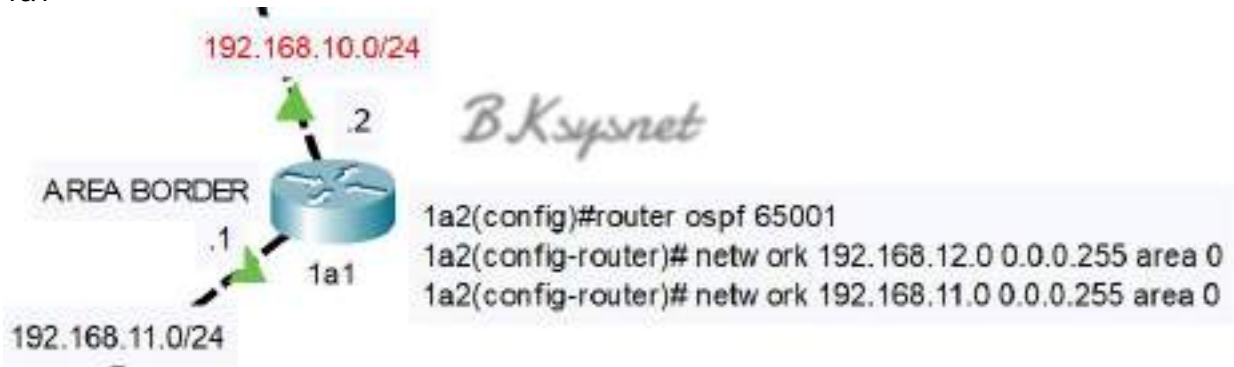 192.168.10.0/24
.2
B.Ksysnet
AREA BORDER
.1
1a1
1a2(config)#router ospf 65001
1a2(config-router)# netw ork 192.168.12.0 0.0.0.255 area 0
1a2(config-router)# netw ork 192.168.11.0 0.0.0.255 area 0
192.168.11.0/24